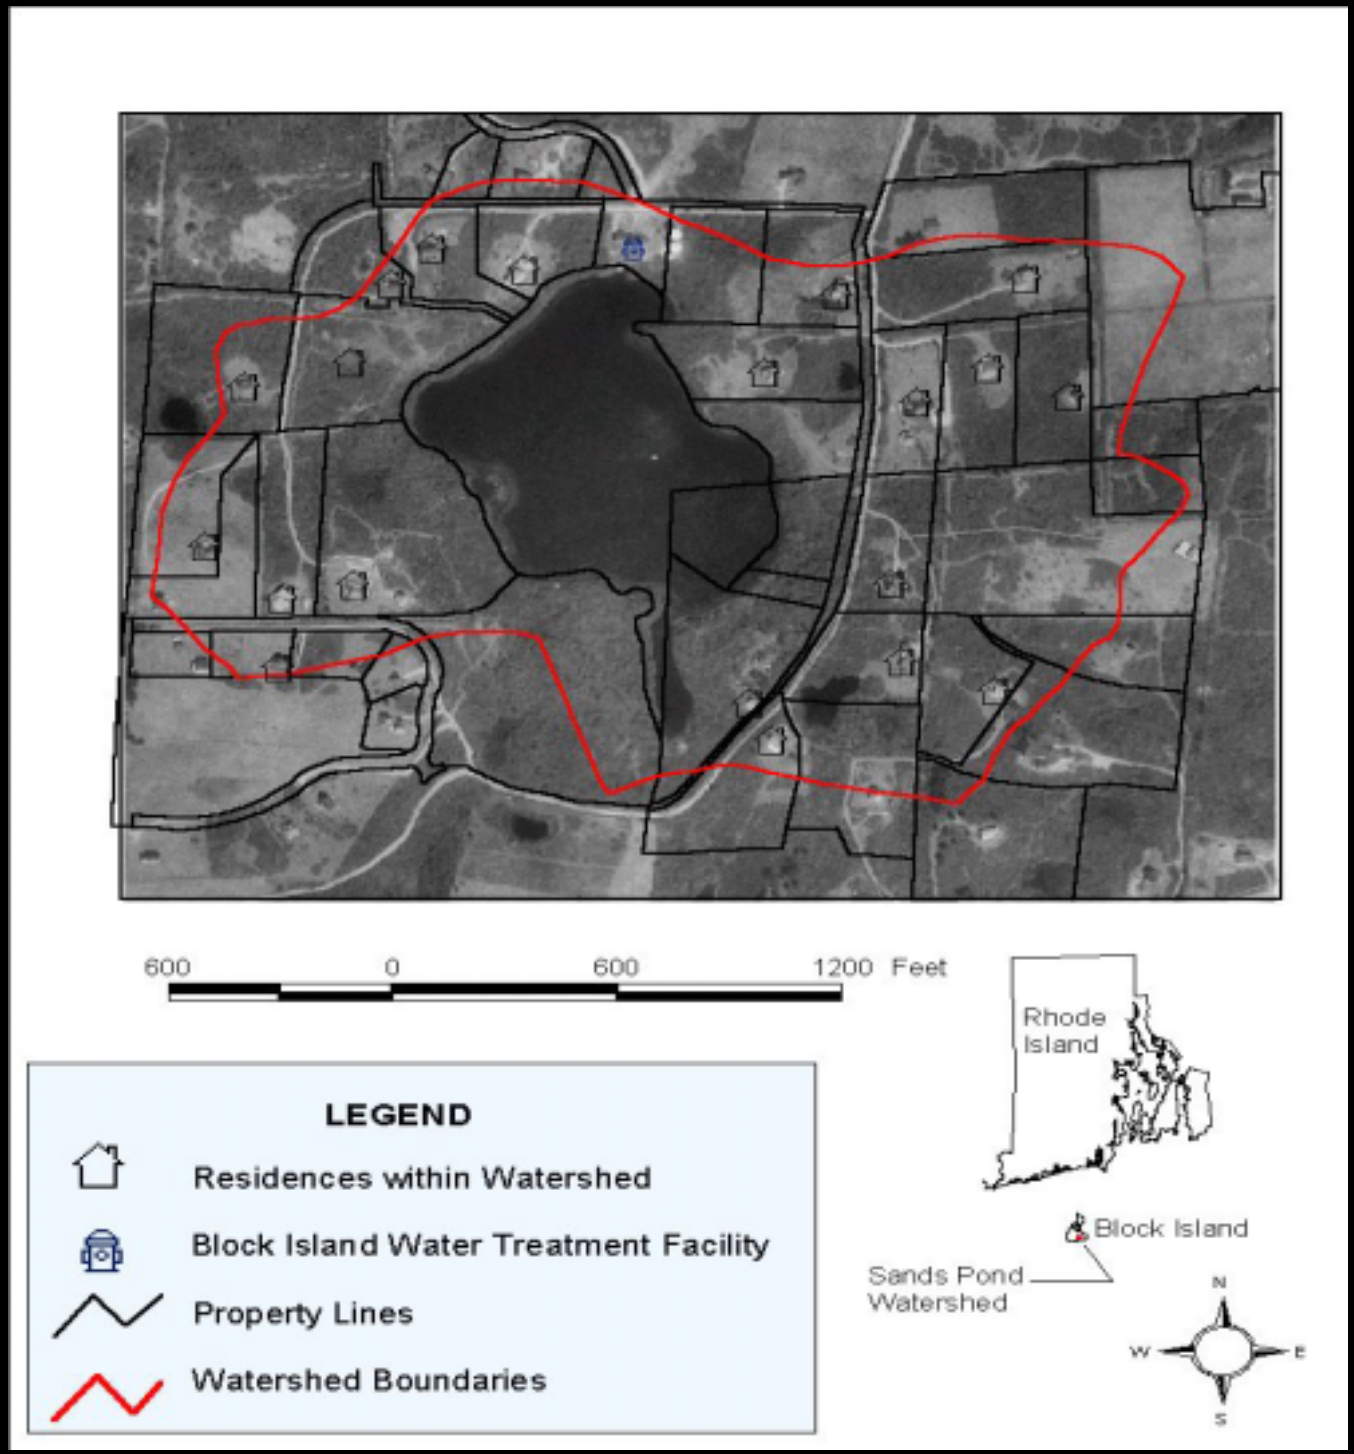 600 0 600 1200 Feet
Rhode
Island
Block Island
Sands Pond
Watershed
N
W E
S
LEGEND
Residences within Watershed
Block Island Water Treatment Facility
Property Lines
Watershed Boundaries